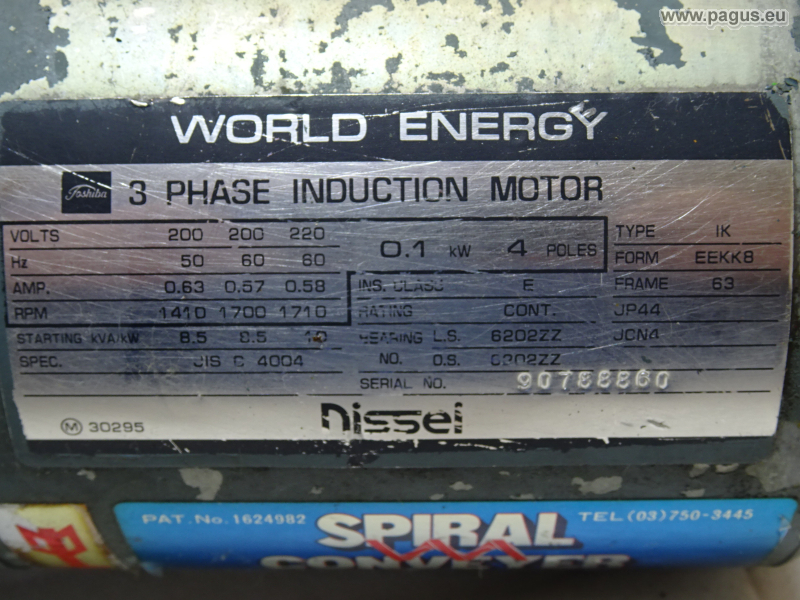 www.pagus.eu
WORLD ENERGY
Toshiba 3 PHASE INDUCTION MOTOR
VOLTS 200 200 220 0.1 kW 4 POLES TYPE IK
Hz 50 60 60 FORM EEKK8
AMP. 0.63 0.57 0.58 INS. CLASS E FRAME 63
RPM 1410 1700 1710 RATING CONT. JP44
STARTING kVA/kW 8.5 8.5 10 BEARING L.S. 6202ZZ JCN4
SPEC. JIS C 4004 NO. O.S. 6202ZZ
SERIAL NO. 90788860
M 30295 Nissei
PAT.No.1624982 SPIRAL TEL(03)750-3445
CONVEYER